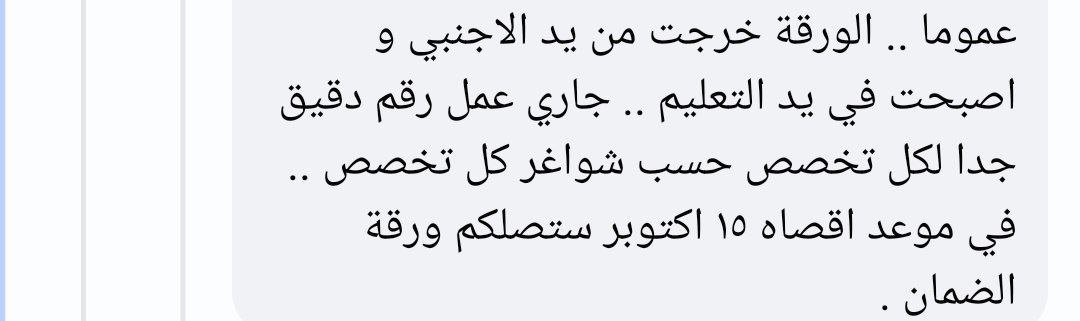 عموما .. الورقة خرجت من يد الاجنبي و
اصبحت في يد التعليم .. جاري عمل رقم دقيق
جدا لكل تخصص حسب شواغر كل تخصص ..
في موعد اقصاه ١٥ اكتوبر ستصلكم ورقة
الضمان .